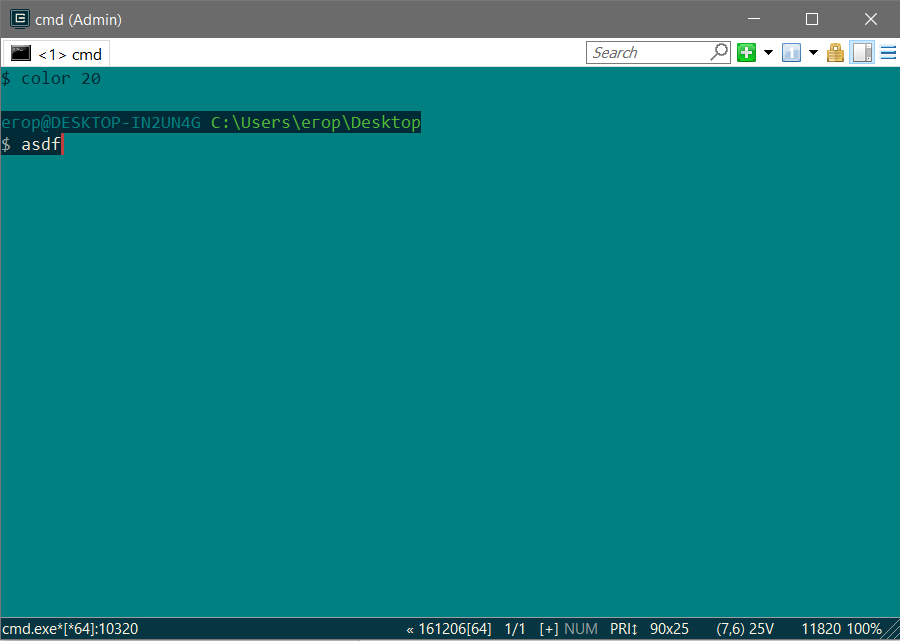 cmd (Admin)
<1> cmd
Search
$ color 20
erop@DESKTOP-IN2UN4G C:\Users\erop\Desktop
$ asdf
cmd.exe*[*64]:10320 « 161206[64] 1/1 [+] NUM PRI↕ 90x25 (7,6) 25V 11820 100%